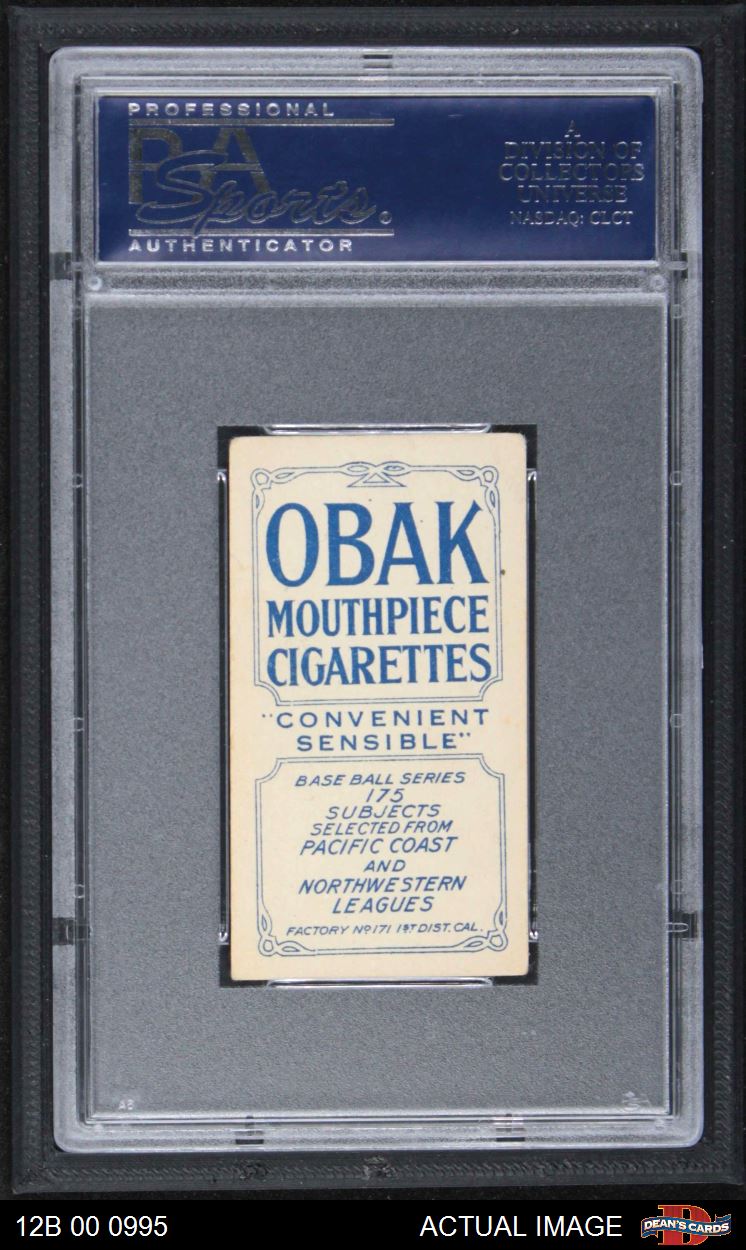 PROFESSIONAL
PSA
Sports
AUTHENTICATOR
A
DIVISION OF
COLLECTORS
UNIVERSE
NASDAQ: CLCT
OBAK
MOUTHPIECE
CIGARETTES
"CONVENIENT
SENSIBLE"
BASE BALL SERIES
175
SUBJECTS
SELECTED FROM
PACIFIC COAST
AND
NORTHWESTERN
LEAGUES
FACTORY Nº 171 1ST DIST. CAL.
12B 00 0995
ACTUAL IMAGE
DEAN'S CARDS